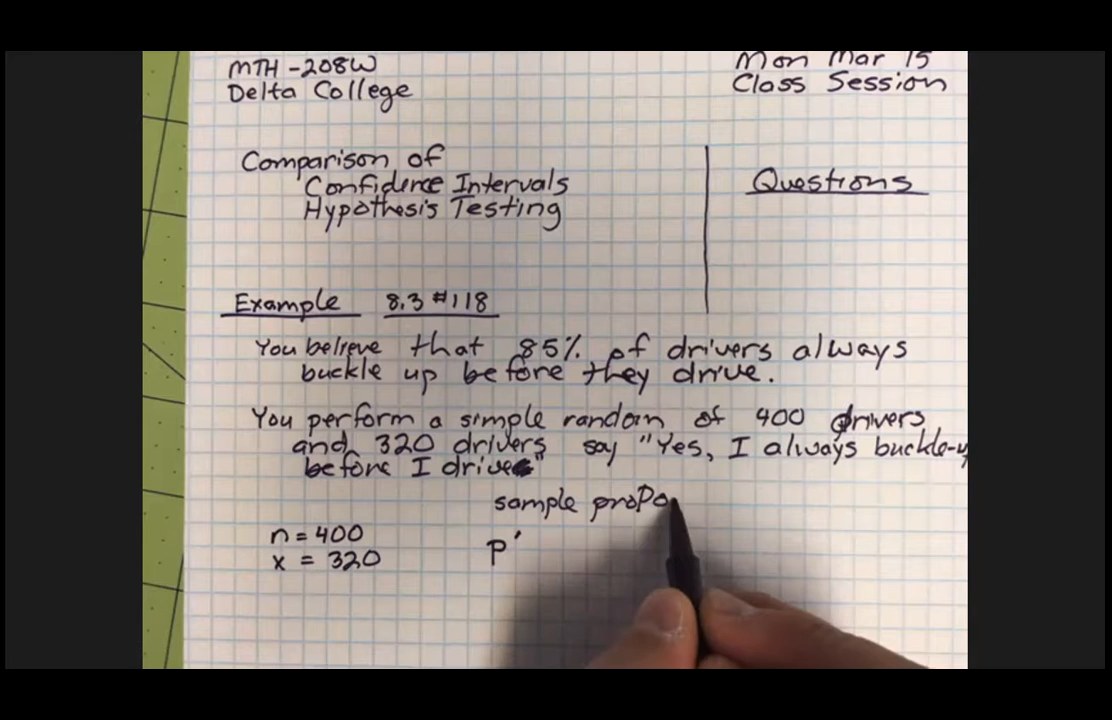 MTH-208W
Delta College
Mon Mar 15
Class Session
Comparison of
Confidence Intervals
Hypothesis Testing
Questions
Example 8.3 #118
You believe that 85% of drivers always
buckle up before they drive.
You perform a simple random of 400 drivers
and 320 drivers say "Yes, I always buckle-up
before I drive"
sample propo
n = 400
x = 320
p'